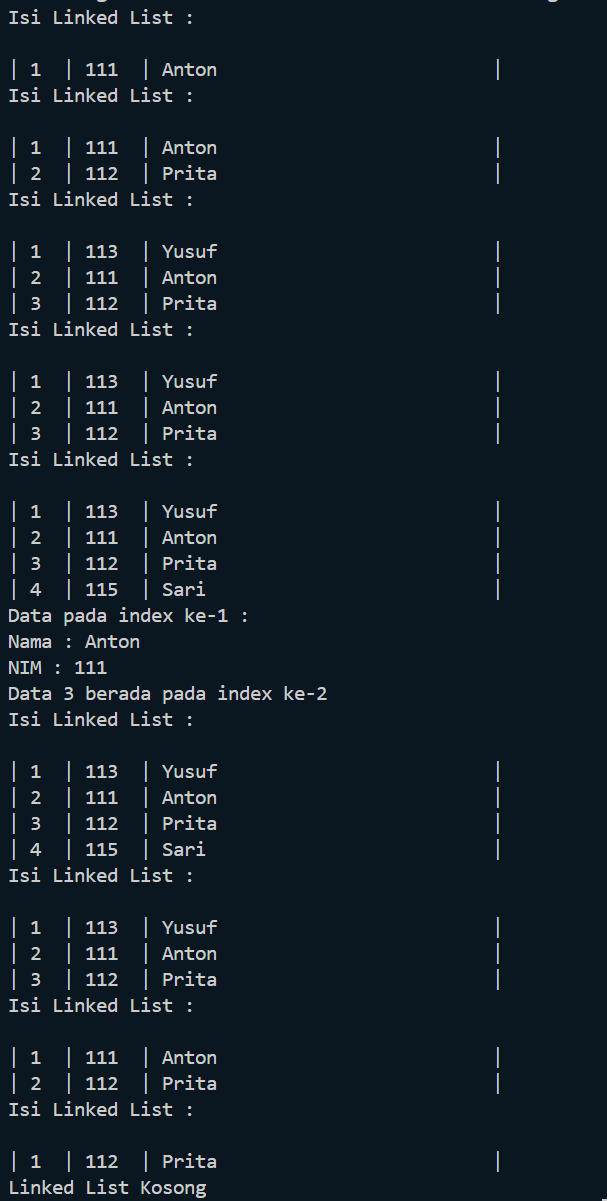 Isi Linked List :
| 1 | 111 | Anton |
Isi Linked List :
| 1 | 111 | Anton |
| 2 | 112 | Prita |
Isi Linked List :
| 1 | 113 | Yusuf |
| 2 | 111 | Anton |
| 3 | 112 | Prita |
Isi Linked List :
| 1 | 113 | Yusuf |
| 2 | 111 | Anton |
| 3 | 112 | Prita |
Isi Linked List :
| 1 | 113 | Yusuf |
| 2 | 111 | Anton |
| 3 | 112 | Prita |
| 4 | 115 | Sari |
Data pada index ke-1 :
Nama : Anton
NIM : 111
Data 3 berada pada index ke-2
Isi Linked List :
| 1 | 113 | Yusuf |
| 2 | 111 | Anton |
| 3 | 112 | Prita |
| 4 | 115 | Sari |
Isi Linked List :
| 1 | 113 | Yusuf |
| 2 | 111 | Anton |
| 3 | 112 | Prita |
Isi Linked List :
| 1 | 111 | Anton |
| 2 | 112 | Prita |
Isi Linked List :
| 1 | 112 | Prita |
Linked List Kosong